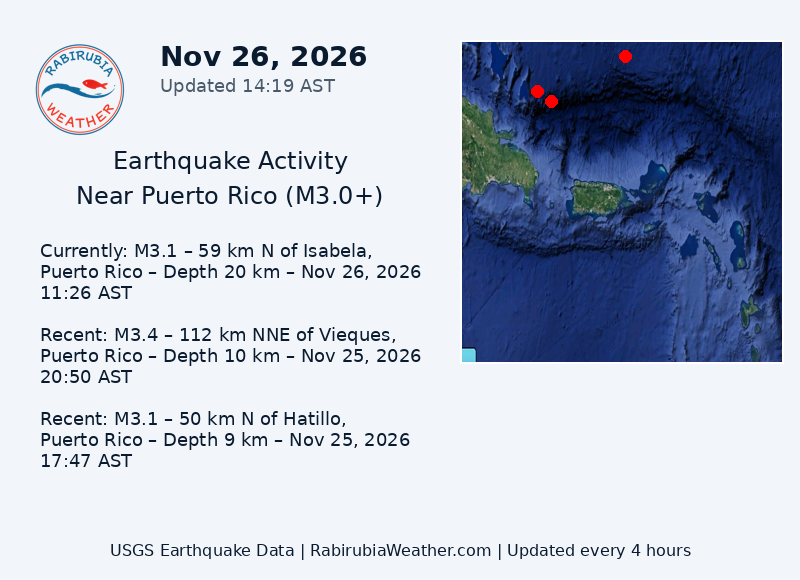 RABIRUBIA
WEATHER
Nov 26, 2026
Updated 14:19 AST
Earthquake Activity
Near Puerto Rico (M3.0+)
Currently: M3.1 – 59 km N of Isabela,
Puerto Rico – Depth 20 km – Nov 26, 2026
11:26 AST
Recent: M3.4 – 112 km NNE of Vieques,
Puerto Rico – Depth 10 km – Nov 25, 2026
20:50 AST
Recent: M3.1 – 50 km N of Hatillo,
Puerto Rico – Depth 9 km – Nov 25, 2026
17:47 AST
USGS Earthquake Data | RabirubiaWeather.com | Updated every 4 hours